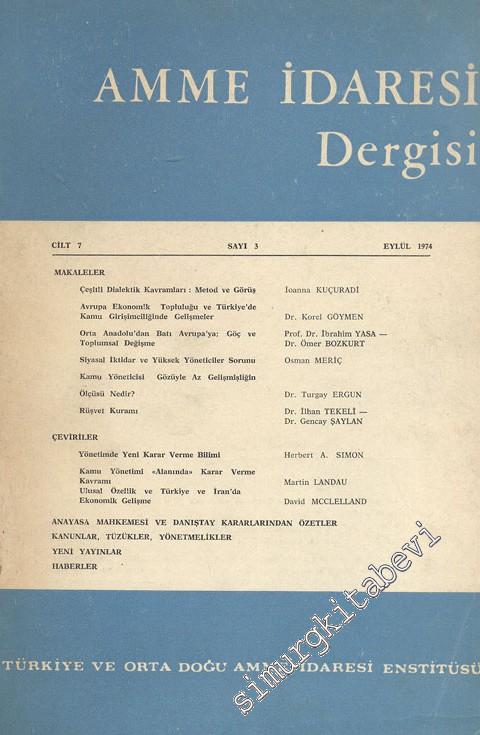 AMME İDARESİ
Dergisi
CİLT 7 SAYI 3 EYLÜL 1974
MAKALELER
Çeşitli Dialektik Kavramları : Metod ve Görüş Ioanna KUÇURADİ
Avrupa Ekonomik Topluluğu ve Türkiye'de
Kamu Girişimciliğinde Gelişmeler Dr. Korel GÖYMEN
Orta Anadolu'dan Batı Avrupa'ya: Göç ve Prof. Dr. İbrahim YASA —
Toplumsal Değişme Dr. Ömer BOZKURT
Siyasal İktidar ve Yüksek Yöneticiler Sorunu Osman MERİÇ
Kamu Yöneticisi Gözüyle Az Gelişmişliğin
Ölçüsü Nedir? Dr. Turgay ERGUN
Rüşvet Kuramı Dr. İlhan TEKELİ —
Dr. Gencay ŞAYLAN
ÇEVİRİLER
Yönetimde Yeni Karar Verme Bilimi Herbert A. SIMON
Kamu Yönetimi «Alanında» Karar Verme
Kavramı Martin LANDAU
Ulusal Özellik ve Türkiye ve İran'da
Ekonomik Gelişme David MCCLELLAND
ANAYASA MAHKEMESİ VE DANIŞTAY KARARLARINDAN ÖZETLER
KANUNLAR, TÜZÜKLER, YÖNETMELİKLER
YENİ YAYINLAR
HABERLER
TÜRKİYE VE ORTA DOĞU AMME İDARESİ ENSTİTÜSÜ
simurgkitabevi